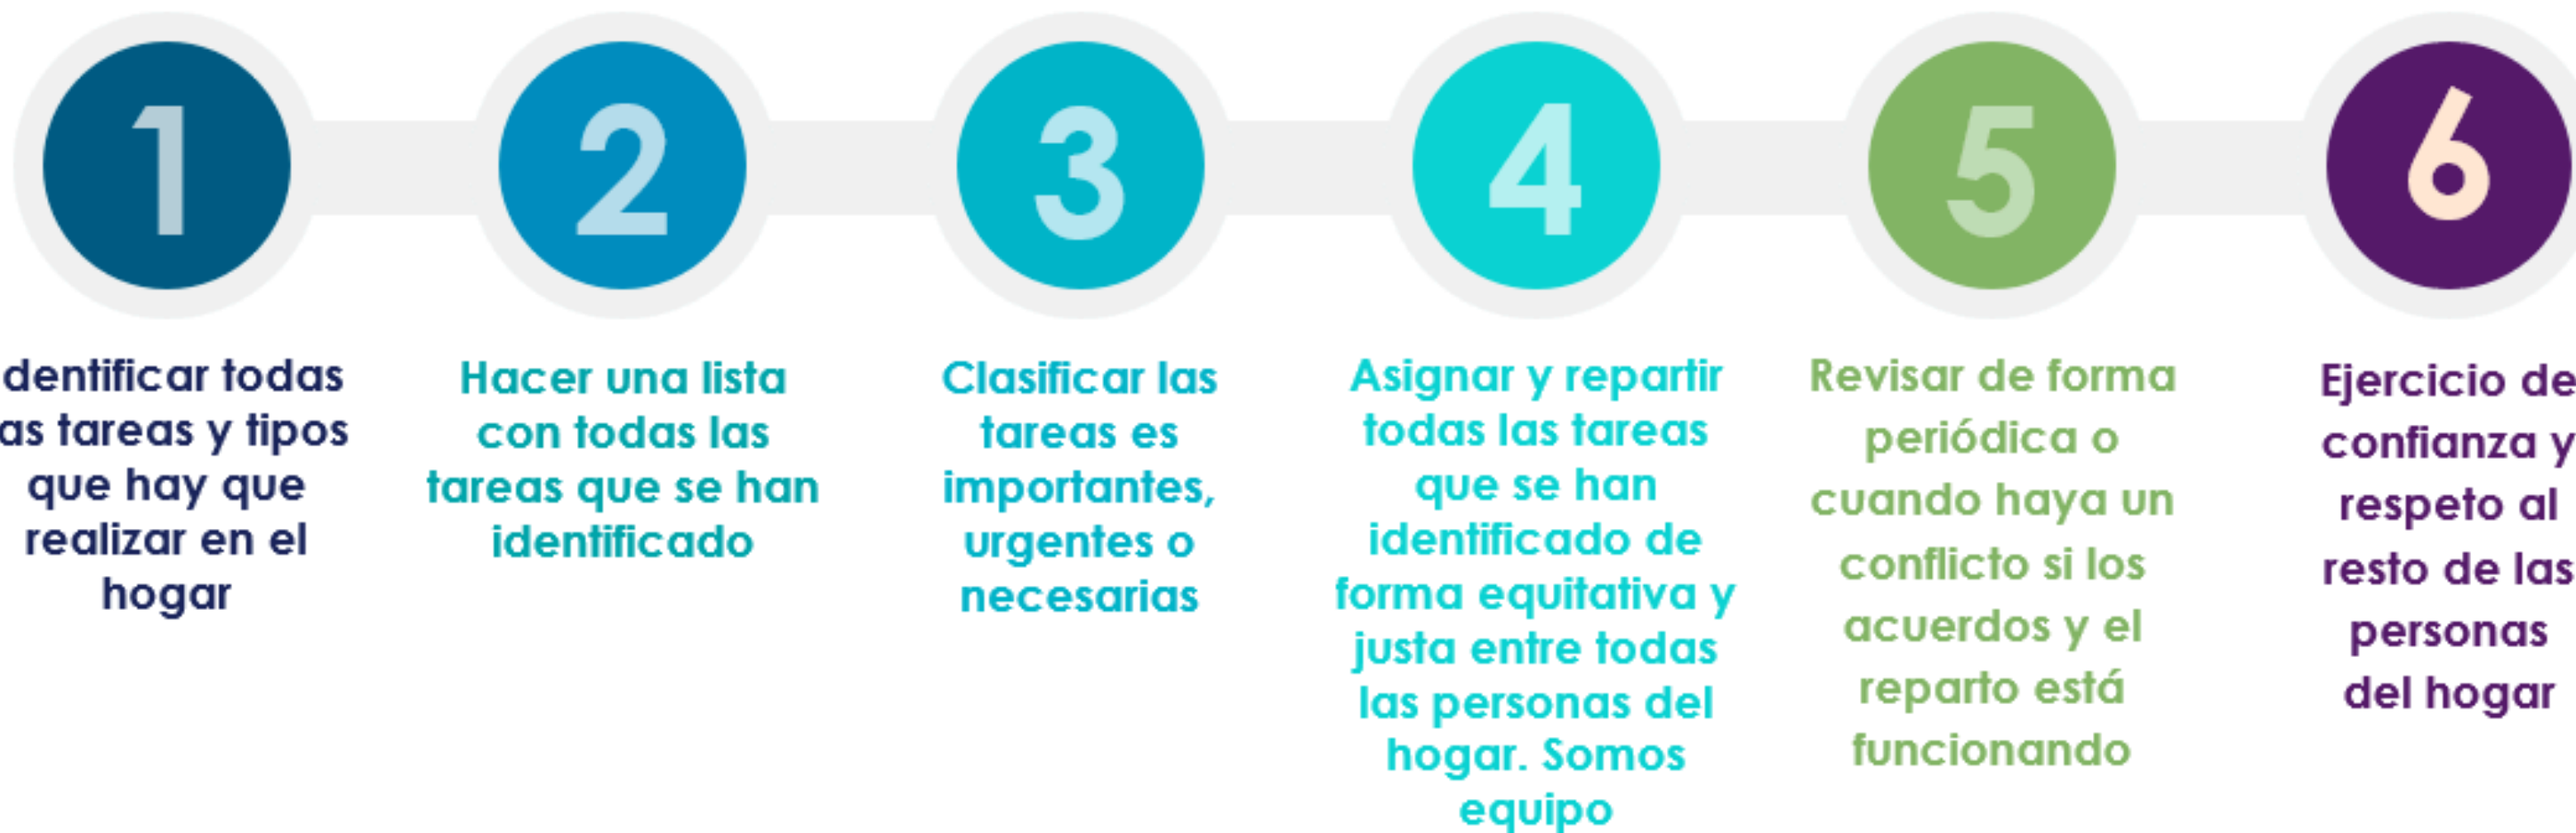 1
dentificar todas
as tareas y tipos
que hay que
realizar en el
hogar
2
Hacer una lista
con todas las
tareas que se han
identificado
3
Clasificar las
tareas es
importantes,
urgentes o
necesarias
4
Asignar y repartir
todas las tareas
que se han
identificado de
forma equitativa y
justa entre todas
las personas del
hogar. Somos
equipo
5
Revisar de forma
periódica o
cuando haya un
conflicto si los
acuerdos y el
reparto está
funcionando
6
Ejercicio de
confianza y
respeto al
resto de las
personas
del hogar